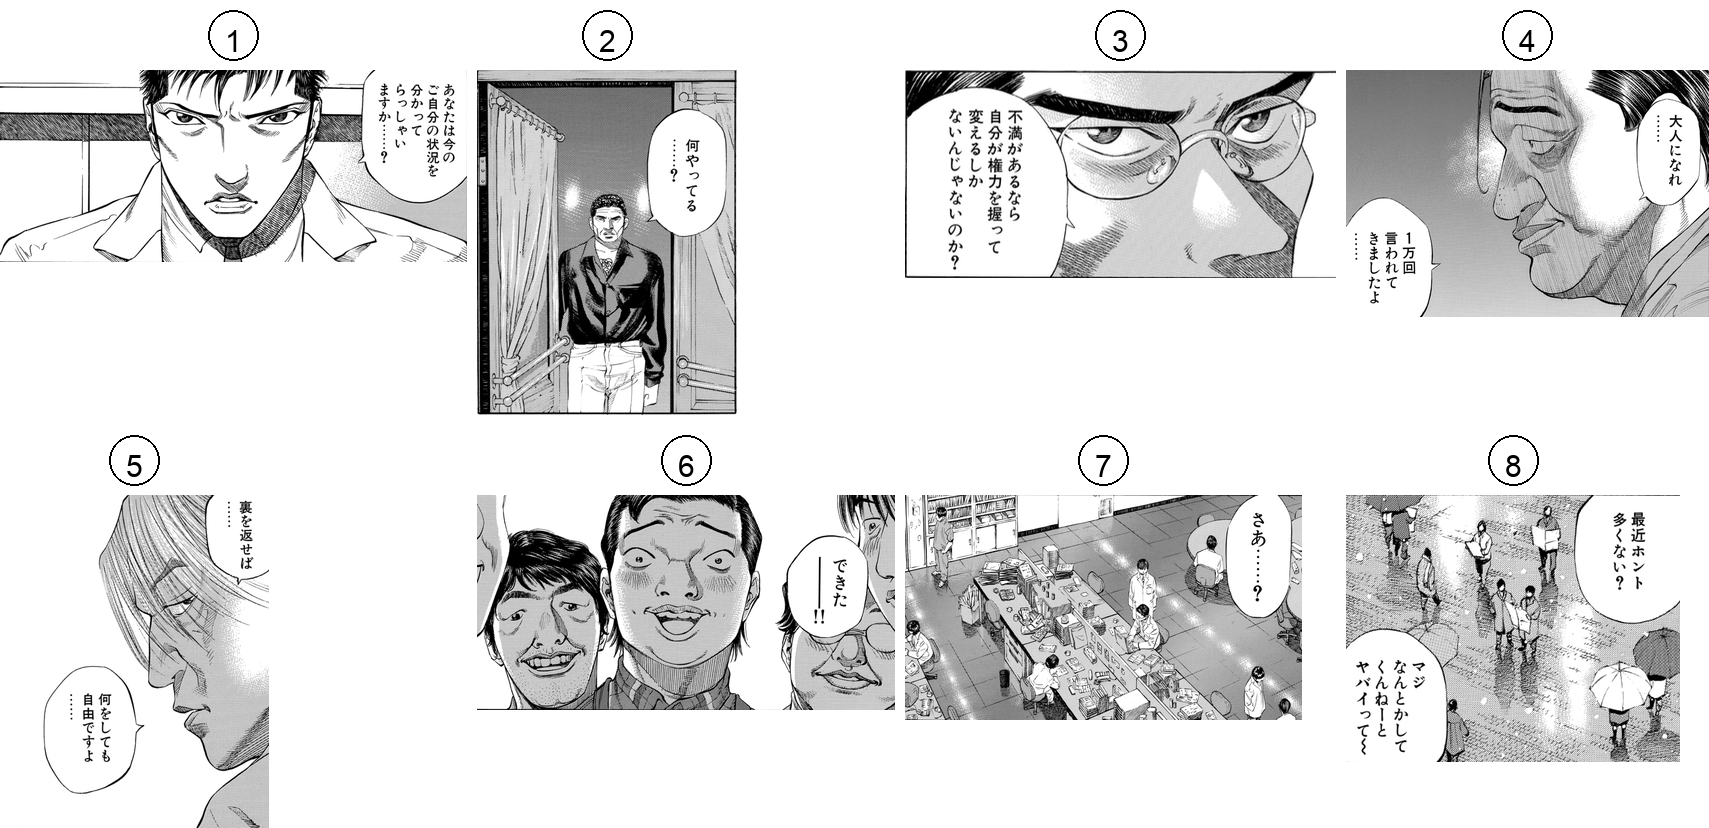 1
あなたは今の
ご自分の状況を
分かって
らっしゃい
ますか……？
2
何やってる
……？
3
不満があるなら
自分が権力を握って
変えるしか
ないんじゃないのか？
4
大人になれ
……
1万回
言われて
きましたよ
……
5
裏を返せば
……
何をしても
自由ですよ
……
6
できた
――!!
7
さあ……？
8
最近ホント
多くない？
マジ
なんとかして
くんねーと
ヤバイって～